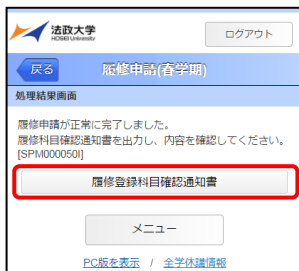 法政大学
HOSEI University
ログアウト
戻る
履修申請(春学期)
処理結果画面
履修申請が正常に完了しました。
履修科目確認通知書を出力し、内容を確認してください。
[SPM000050I]
履修登録科目確認通知書
メニュー
PC版を表示 / 全学休講情報